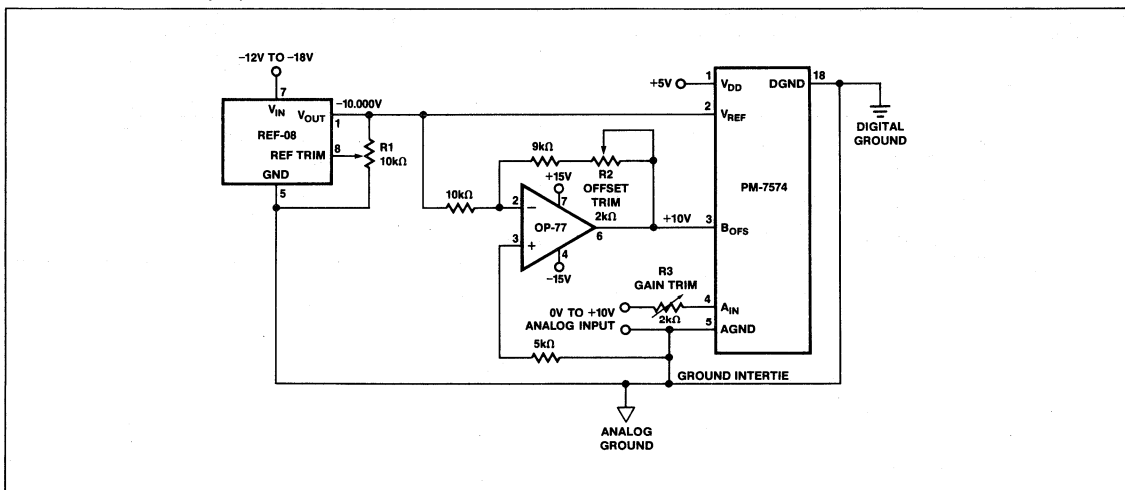 –12V TO –18V
7
VIN
VOUT
–10.000V
1
REF-08
REF TRIM
8
R1
10kΩ
GND
5
9kΩ
R2
OFFSET
TRIM
2kΩ
10kΩ
+15V
7
2
–
OP-77
3
+
6
4
–15V
+10V
5kΩ
+5V
1
VDD
DGND
18
2
VREF
DIGITAL
GROUND
PM-7574
3
BOFS
R3
GAIN TRIM
2kΩ
4
AIN
0V TO +10V
ANALOG INPUT
5
AGND
GROUND INTERTIE
ANALOG
GROUND